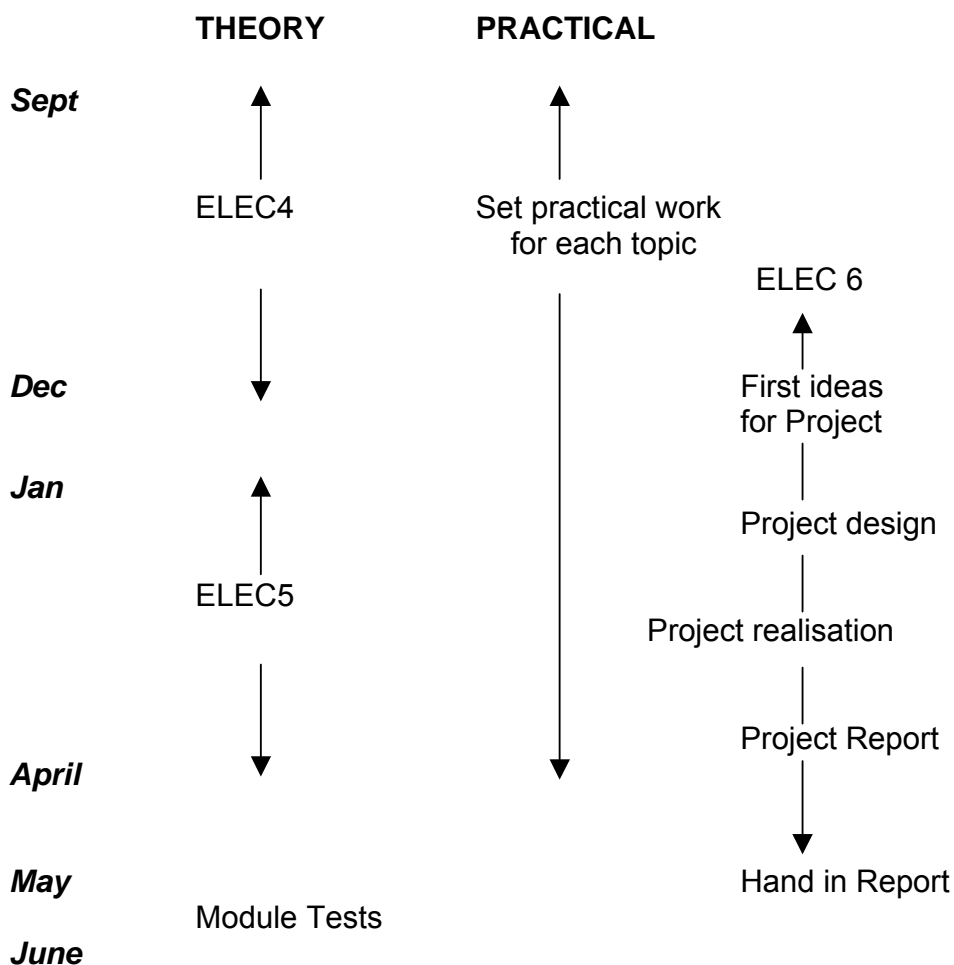 THEORY PRACTICAL
Sept
ELEC4 Set practical work
for each topic
ELEC 6
Dec First ideas
for Project
Jan
Project design
ELEC5
Project realisation
Project Report
April
May Hand in Report
Module Tests
June